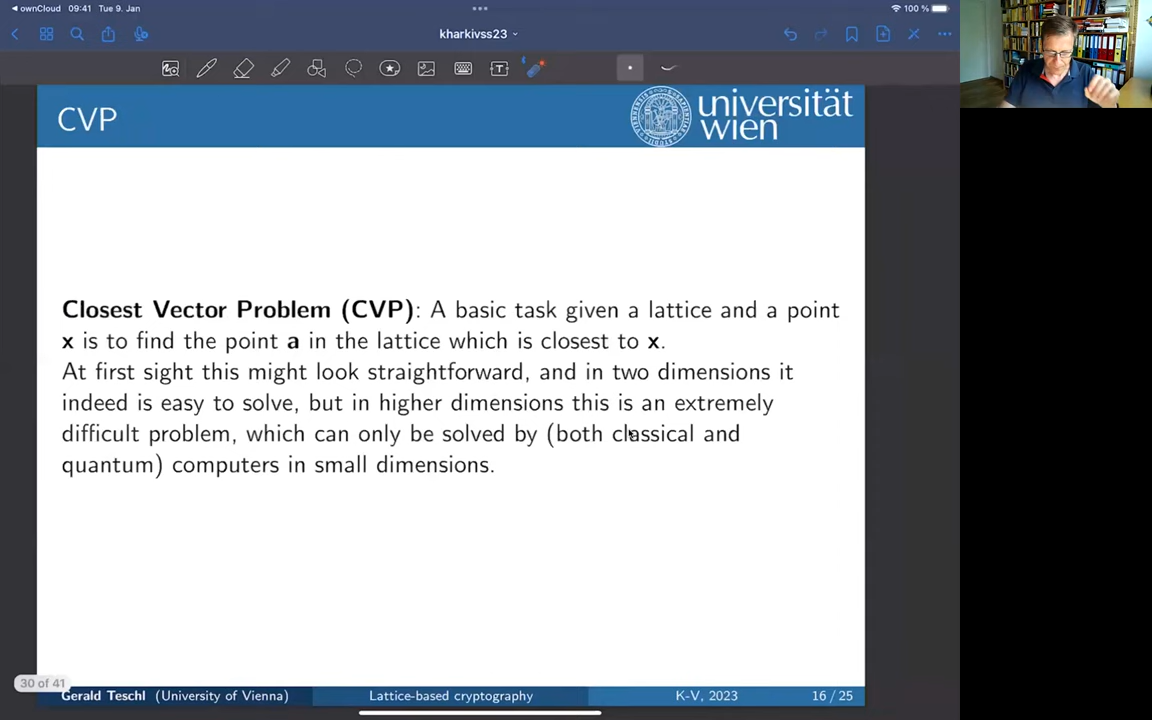 ownCloud 09:41 Tue 9. Jan
100 %
kharkivss23
CVP
universität
wien
Closest Vector Problem (CVP): A basic task given a lattice and a point
x is to find the point a in the lattice which is closest to x.
At first sight this might look straightforward, and in two dimensions it
indeed is easy to solve, but in higher dimensions this is an extremely
difficult problem, which can only be solved by (both classical and
quantum) computers in small dimensions.
30 of 41
Gerald Teschl (University of Vienna) Lattice-based cryptography K-V, 2023 16 / 25